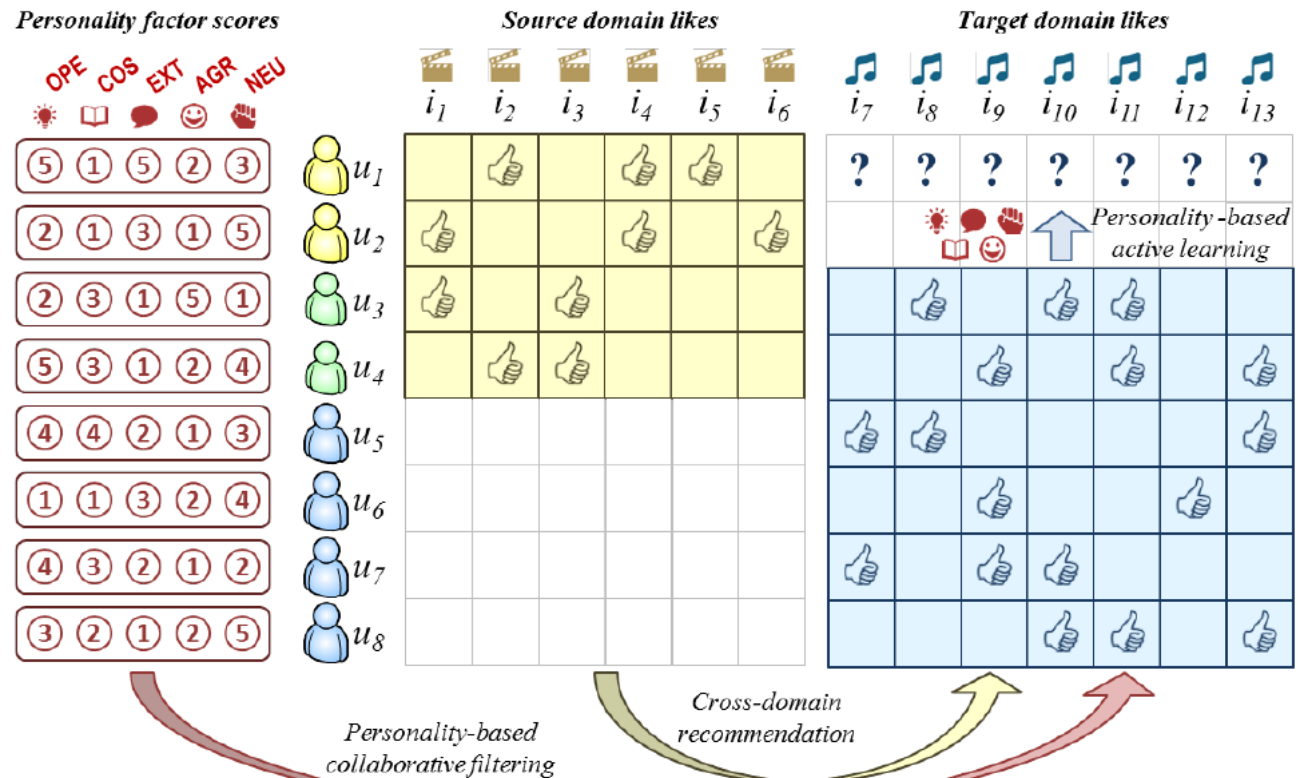 Personality factor scores Source domain likes Target domain likes
OPE COS EXT AGR NEU
i1 i2 i3 i4 i5 i6 i7 i8 i9 i10 i11 i12 i13
5 1 5 2 3 u1 ? ? ? ? ? ? ?
2 1 3 1 5 u2 Personality -based
active learning
2 3 1 5 1 u3
5 3 1 2 4 u4
4 4 2 1 3 u5
1 1 3 2 4 u6
4 3 2 1 2 u7
3 2 1 2 5 u8
Cross-domain
recommendation
Personality-based
collaborative filtering